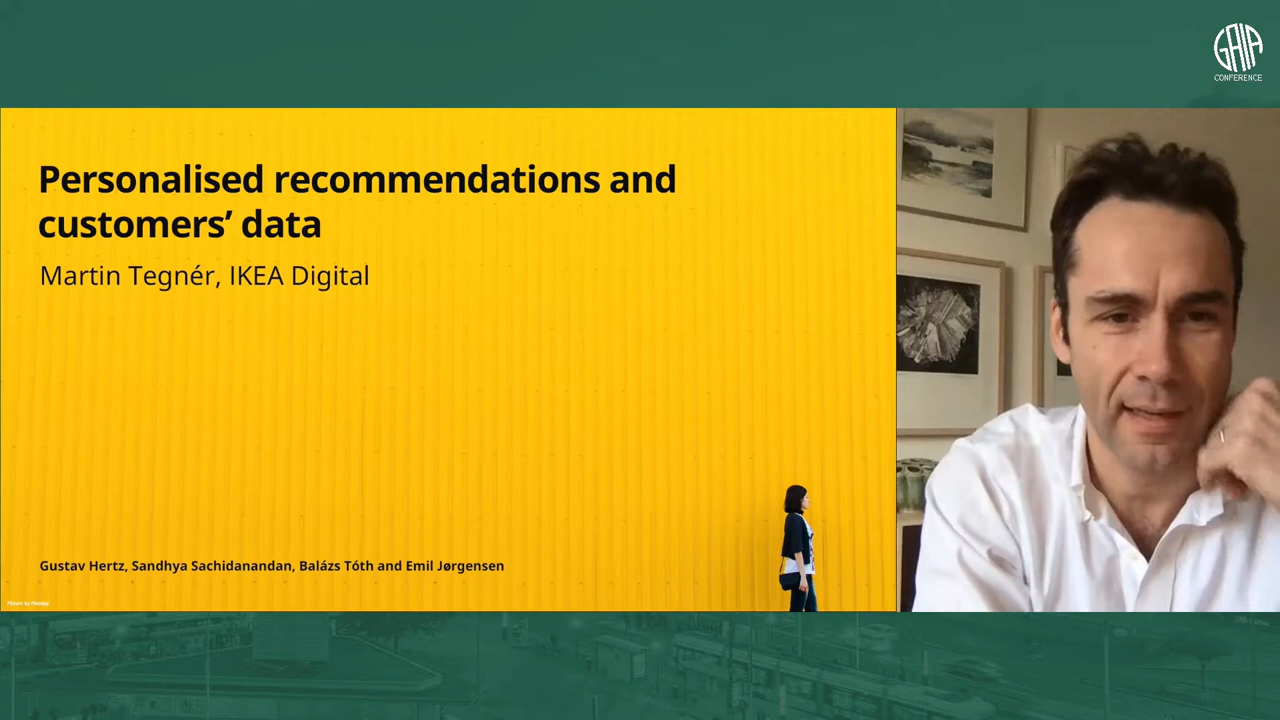 GAIA
CONFERENCE
Personalised recommendations and
customers’ data
Martin Tegnér, IKEA Digital
Gustav Hertz, Sandhya Sachidanandan, Balázs Tóth and Emil Jørgensen